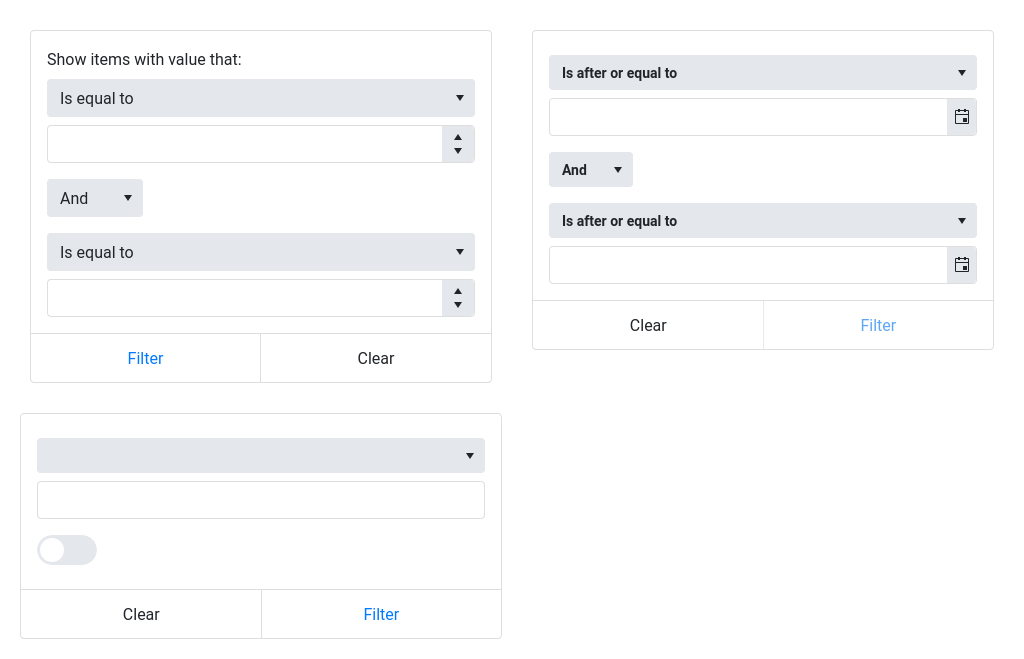 Show items with value that:
Is equal to
And
Is equal to
Filter
Clear
Is after or equal to
And
Is after or equal to
Clear
Filter
Clear
Filter